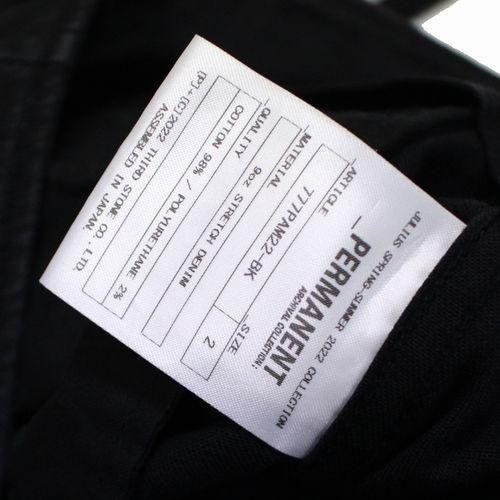 JULIUS SPRING-SUMMER 2022 COLLECTION
_PERMANENT
ARCHIVAL COLLECTION:
ARTICLE SIZE
777PAM22-BK 2
MATERIAL
9oz STRETCH DENIM
QUALITY
COTTON 98% / POLYURETHANE 2%
[P]+[C]2022 THIRD STONE CO.,LTD.
ASSEMBLED IN JAPAN.